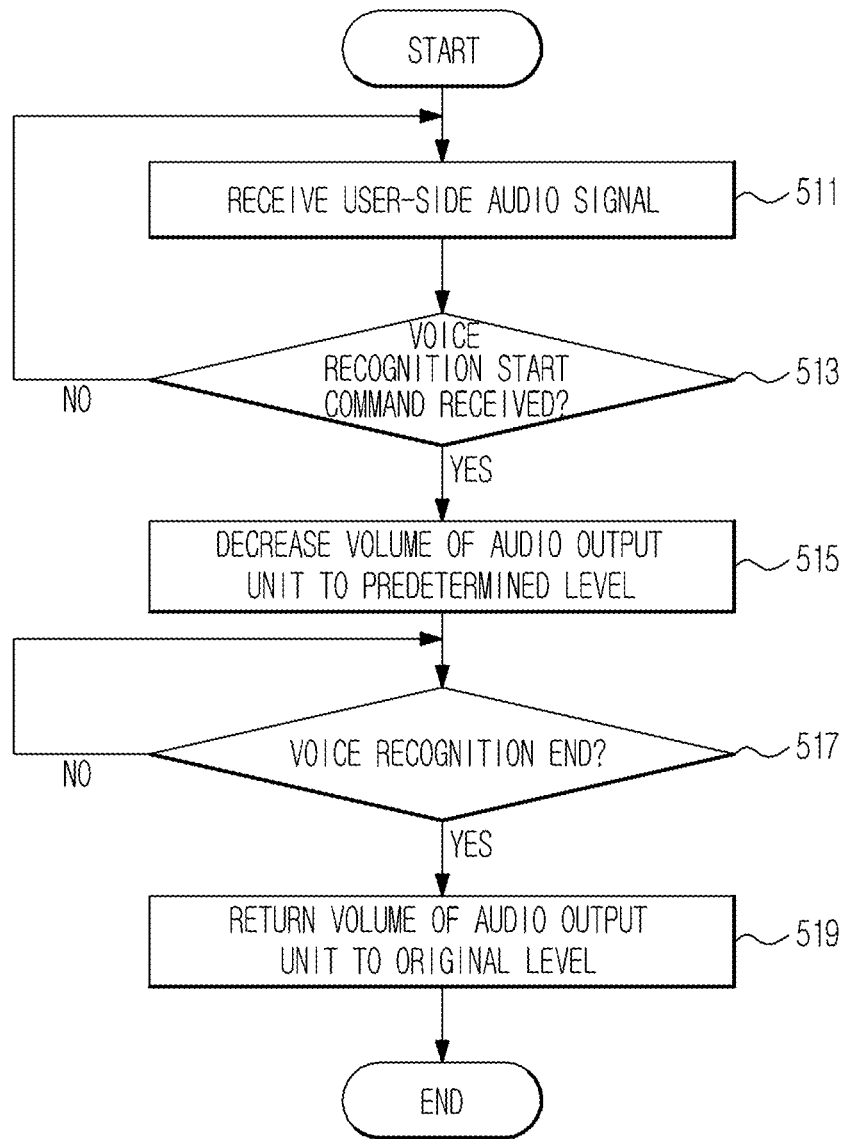 START
RECEIVE USER-SIDE AUDIO SIGNAL
511
VOICE
RECOGNITION START
COMMAND RECEIVED?
513
NO
YES
DECREASE VOLUME OF AUDIO OUTPUT
UNIT TO PREDETERMINED LEVEL
515
VOICE RECOGNITION END?
517
NO
YES
RETURN VOLUME OF AUDIO OUTPUT
UNIT TO ORIGINAL LEVEL
519
END